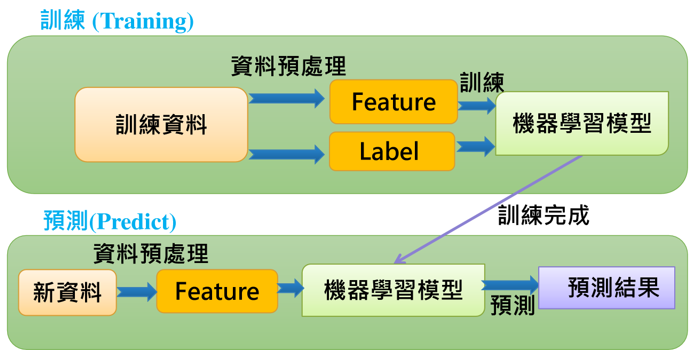 訓練 (Training)
資料預處理
訓練資料
Feature
Label
訓練
機器學習模型
訓練完成
預測(Predict)
資料預處理
新資料
Feature
機器學習模型
預測
預測結果